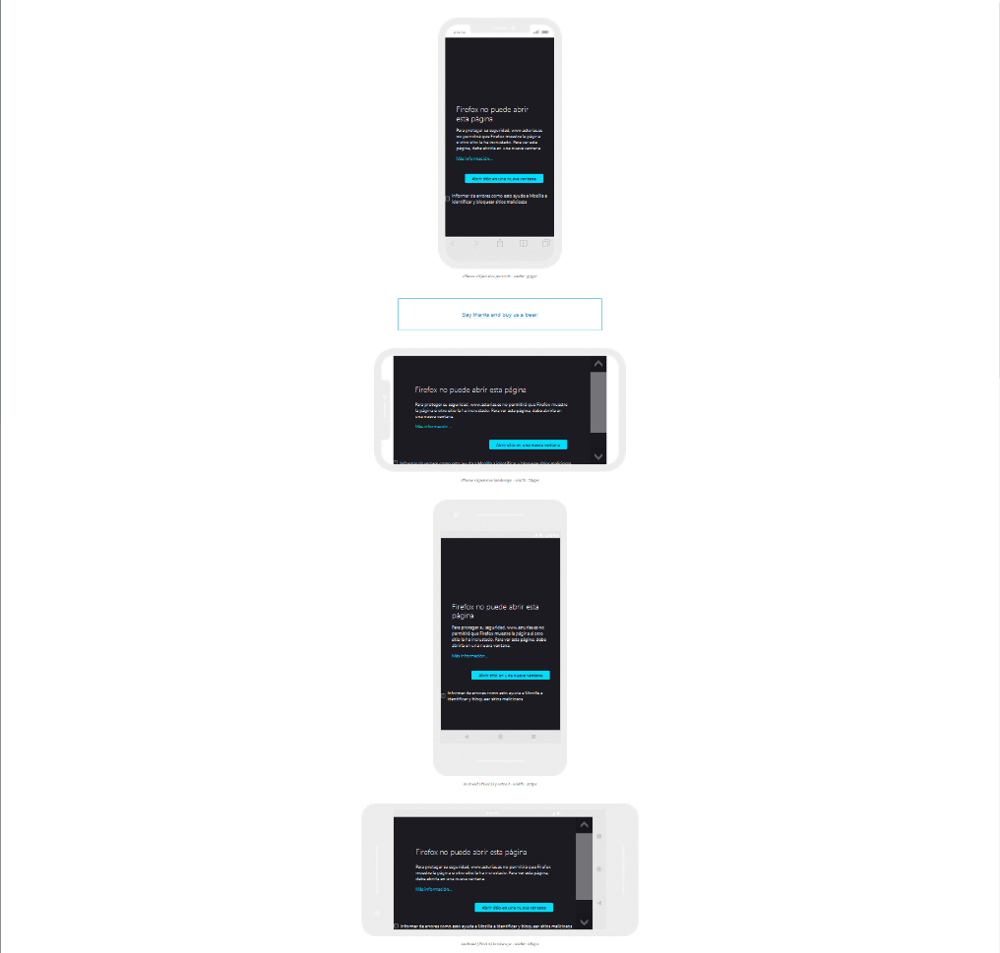 Firefox no puede abrir
esta página
Para proteger su seguridad, www.asturias.es
no permitirá que Firefox muestre la página
si otro sitio la ha incrustado. Para ver esta
página, debe abrirla en una nueva ventana.
Más información...
Abrir sitio en una nueva ventana
Informar de errores como esto ayuda a Mozilla a
identificar y bloquear sitios maliciosos
Say thanks and buy us a beer!
Firefox no puede abrir esta página
Para proteger su seguridad, www.asturias.es no permitirá que Firefox muestre
la página si otro sitio la ha incrustado. Para ver esta página, debe abrirla en
una nueva ventana.
Más información...
Abrir sitio en una nueva ventana
Informar de errores como esto ayuda a Mozilla a identificar y bloquear sitios maliciosos
Firefox no puede abrir esta
página
Para proteger su seguridad, www.asturias.es no
permitirá que Firefox muestre la página si otro
sitio la ha incrustado. Para ver esta página, debe
abrirla en una nueva ventana.
Más información...
Abrir sitio en una nueva ventana
Informar de errores como esto ayuda a Mozilla a
identificar y bloquear sitios maliciosos
Firefox no puede abrir esta página
Para proteger su seguridad, www.asturias.es no permitirá que Firefox
muestre la página si otro sitio la ha incrustado. Para ver esta página,
debe abrirla en una nueva ventana.
Más información...
Abrir sitio en una nueva ventana
Informar de errores como esto ayuda a Mozilla a identificar y bloquear sitios maliciosos